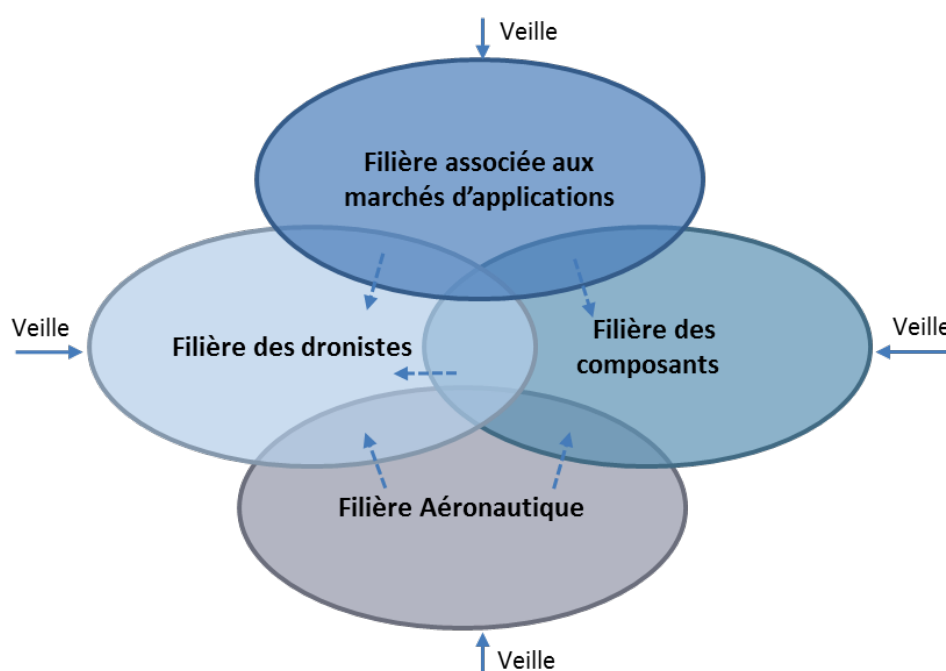 Veille
Filière associée aux
marchés d’applications
Veille
Filière des dronistes
Filière des
composants
Veille
Filière Aéronautique
Veille